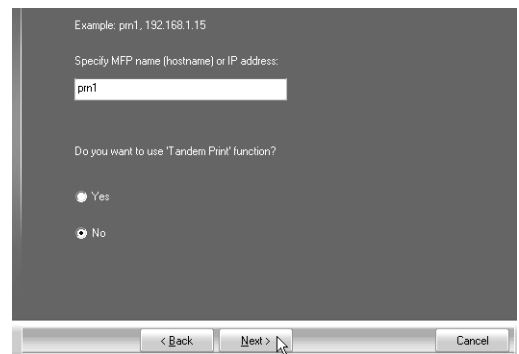 Example: prn1, 192.168.1.15
Specify MFP name (hostname) or IP address:
prn1
Do you want to use 'Tandem Print' function?
Yes
No
< Back Next > Cancel